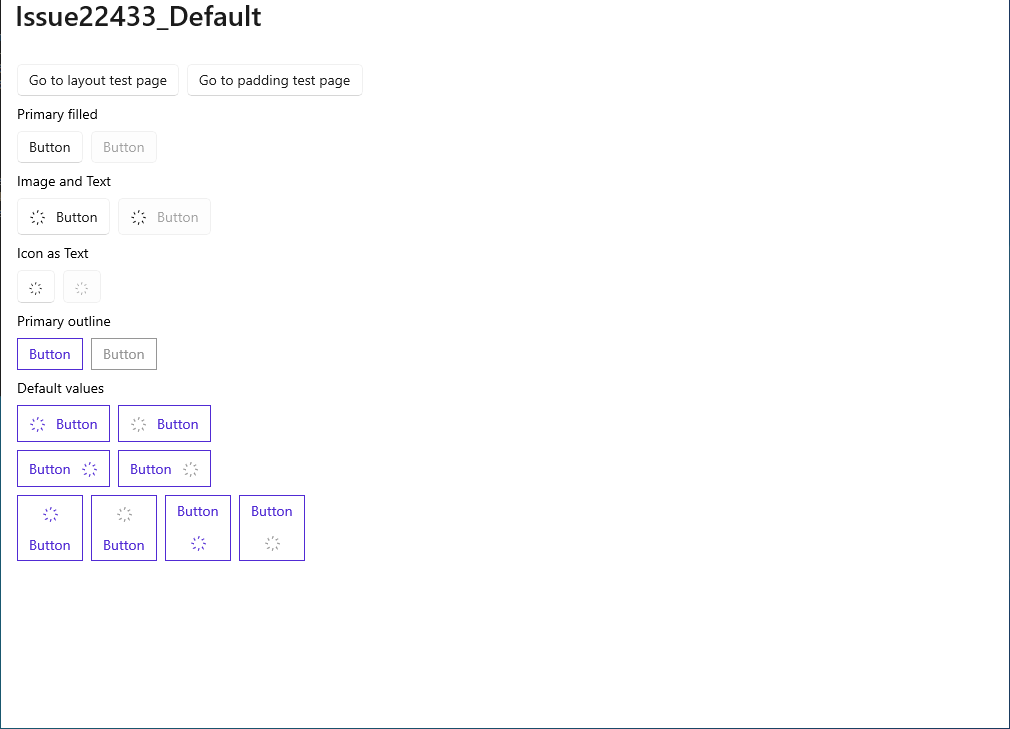 Issue22433_Default
Go to layout test page Go to padding test page
Primary filled
Button Button
Image and Text
Button Button
Icon as Text
Primary outline
Button Button
Default values
Button Button
Button Button
Button Button
Button Button